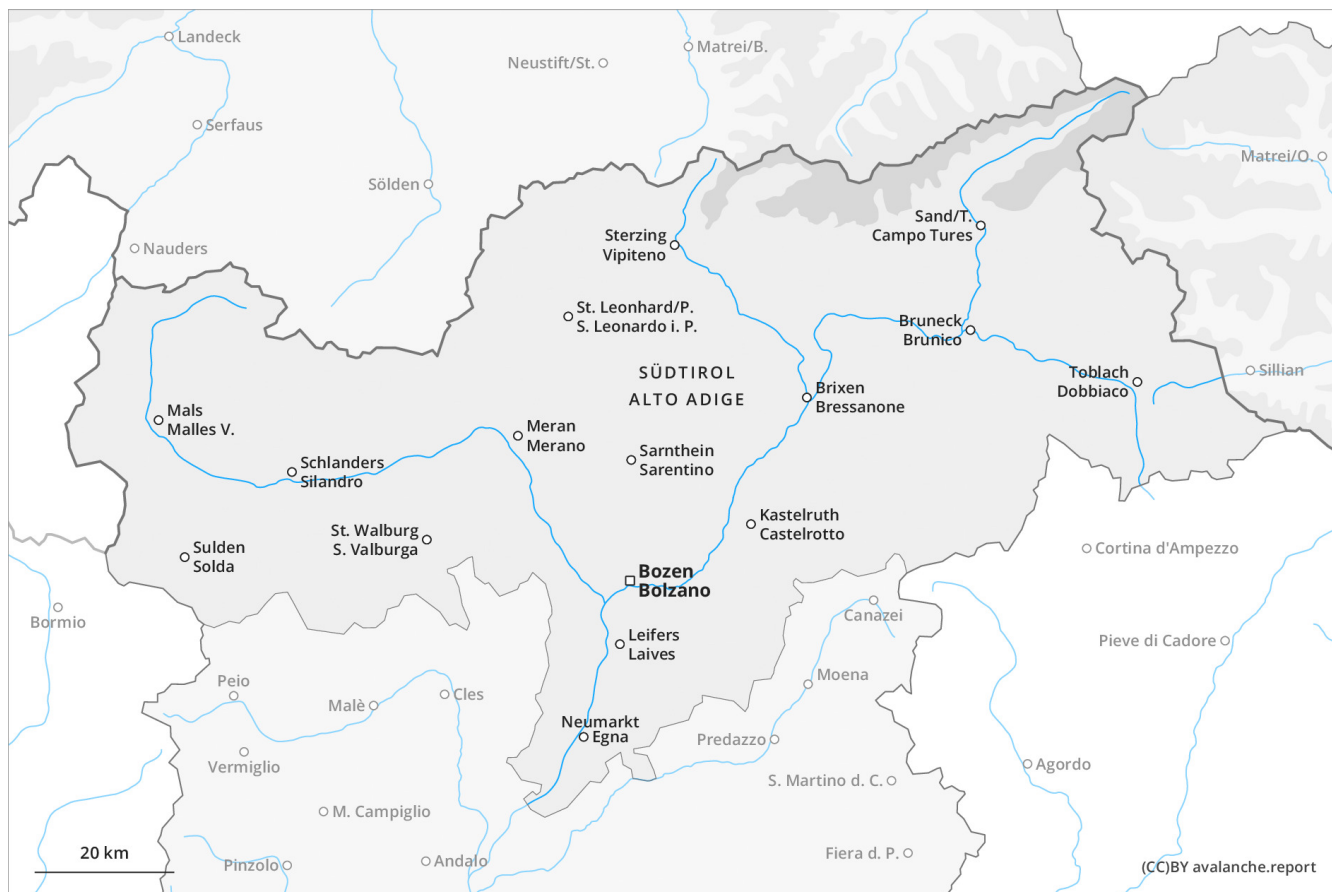 Landeck
Matrei/B.
Neustift/St.
Serfaus
Matrei/O.
Sölden
Sand/T.
Campo Tures
Nauders
Sterzing
Vipiteno
St. Leonhard/P.
S. Leonardo i. P.
Bruneck
Brunico
SÜDTIROL
ALTO ADIGE
Toblach
Dobbiaco
Sillian
Brixen
Bressanone
Mals
Malles V.
Meran
Merano
Sarnthein
Sarentino
Schlanders
Silandro
Kastelruth
Castelrotto
St. Walburg
S. Valburga
Sulden
Solda
Cortina d'Ampezzo
Bozen
Bolzano
Bormio
Canazei
Leifers
Laives
Pieve di Cadore
Moena
Peio
Cles
Malè
Neumarkt
Egna
Predazzo
Vermiglio
Agordo
S. Martino d. C.
M. Campiglio
20 km
Andalo
Pinzolo
Fiera d. P.
(CC)BY avalanche.report